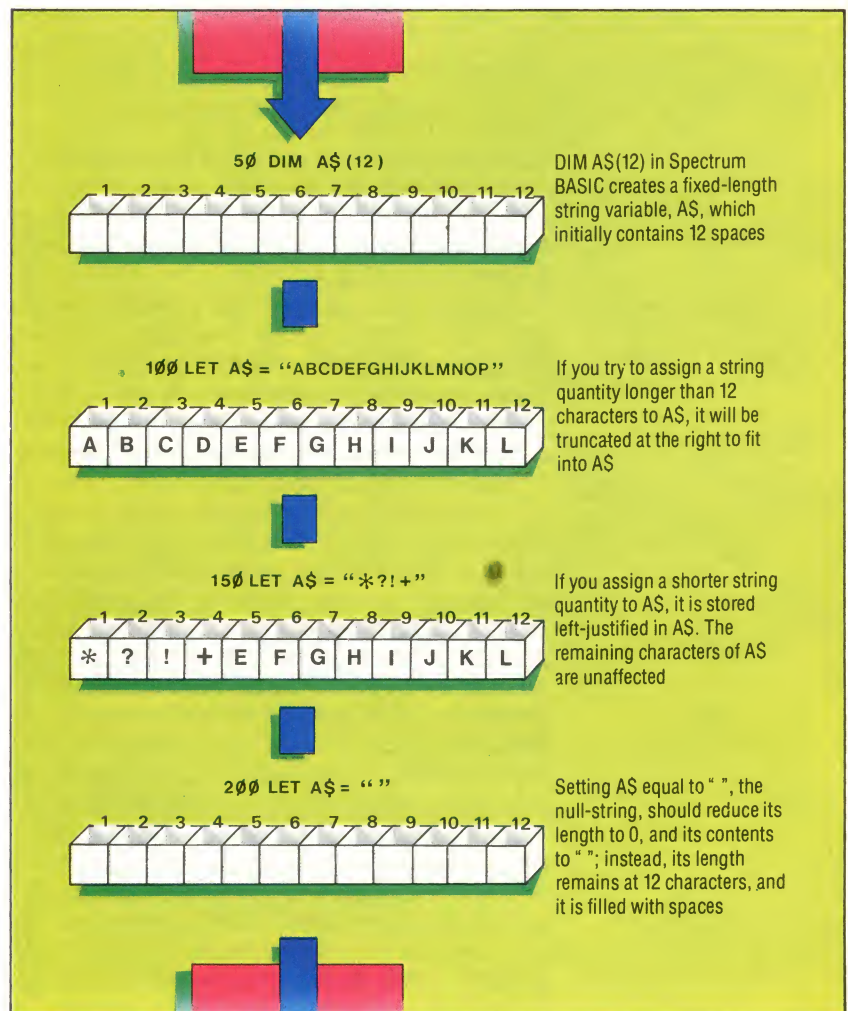 50 DIM A$(12)
1 2 3 4 5 6 7 8 9 10 11 12
DIM A$(12) in Spectrum
BASIC creates a fixed-length
string variable, A$, which
initially contains 12 spaces
100 LET A$ = “ABCDEFGHIJKLMNOP”
1 2 3 4 5 6 7 8 9 10 11 12
A B C D E F G H I J K L
If you try to assign a string
quantity longer than 12
characters to A$, it will be
truncated at the right to fit
into A$
150 LET A$ = “*?!+”
1 2 3 4 5 6 7 8 9 10 11 12
* ? ! + E F G H I J K L
If you assign a shorter string
quantity to A$, it is stored
left-justified in A$. The
remaining characters of A$
are unaffected
200 LET A$ = “ ”
1 2 3 4 5 6 7 8 9 10 11 12
Setting A$ equal to “ ”, the
null-string, should reduce its
length to 0, and its contents
to “ ”; instead, its length
remains at 12 characters, and
it is filled with spaces